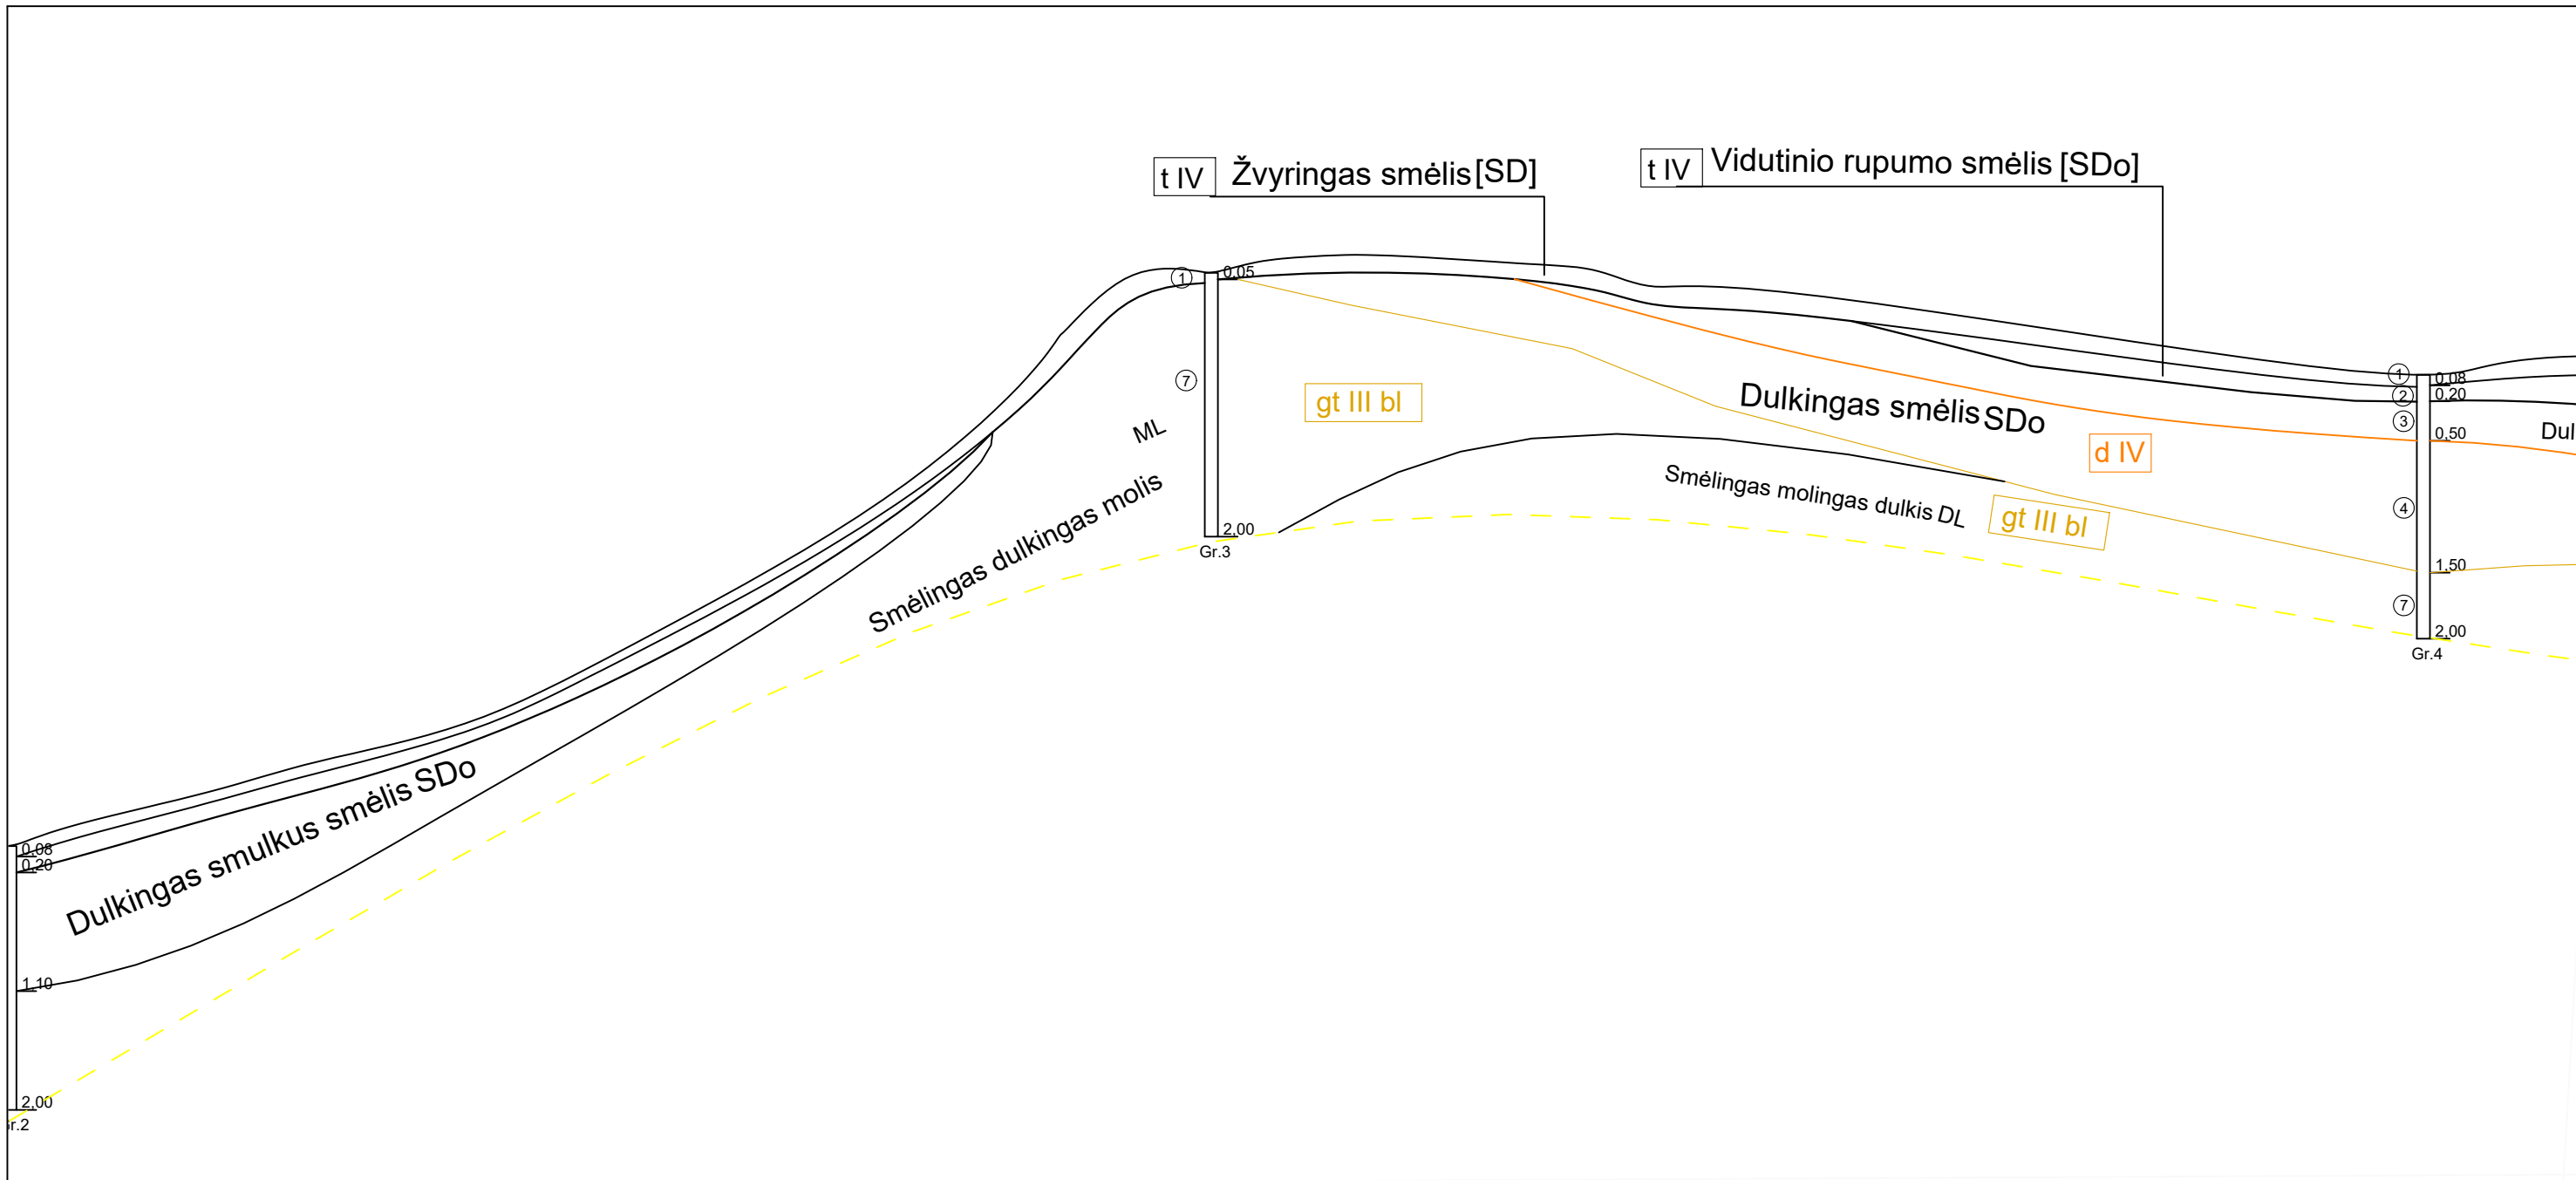 t IV Žvyringas smėlis [SD]
t IV Vidutinio rupumo smėlis [SDo]
1
0,05
7
ML
Smėlingas dulkingas molis
2,00
Gr.3
gt III bl
Dulkingas smėlis SDo
d IV
Smėlingas molingas dulkis DL
gt III bl
1
0,08
2
0,20
3
0,50
4
1,50
7
2,00
Gr.4
Dul
Dulkingas smulkus smėlis SDo
0,08
0,20
1,10
2,00
r.2